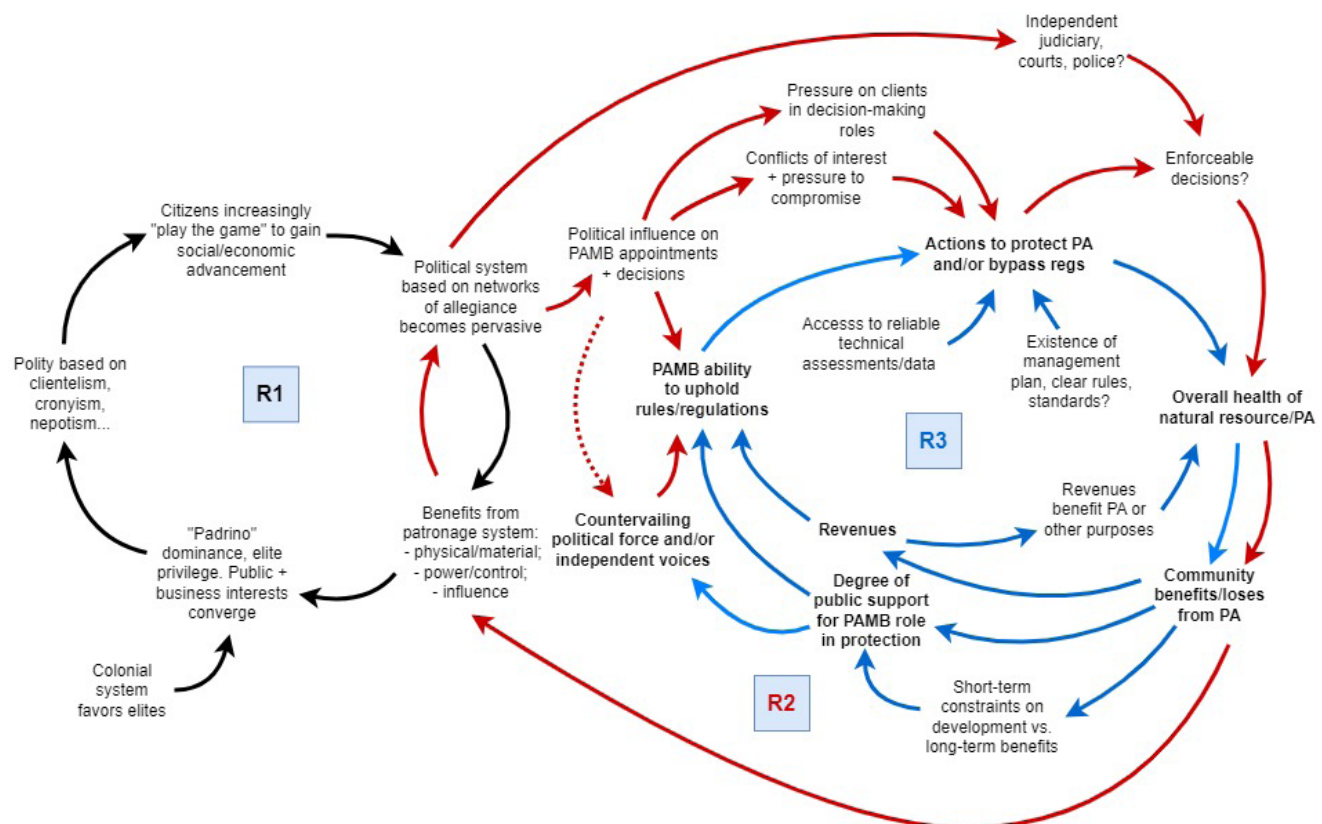 Independent
judiciary,
courts, police?
Pressure on clients
in decision-making
roles
Conflicts of interest
+ pressure to
compromise
Enforceable
decisions?
Citizens increasingly
"play the game" to gain
social/economic
advancement
Political system
based on networks
of allegiance
becomes pervasive
Political influence on
PAMB appointments
+ decisions
Actions to protect PA
and/or bypass regs
Accesss to reliable
technical
assessments/data
Existence of
management
plan, clear rules,
standards?
Polity based on
clientelism,
cronyism,
nepotism...
R1
PAMB ability
to uphold
rules/regulations
R3
Overall health of
natural resource/PA
"Padrino"
dominance, elite
privilege. Public +
business interests
converge
Benefits from
patronage system:
- physical/material;
- power/control;
- influence
Countervailing
political force and/or
independent voices
Revenues
Revenues
benefit PA or
other purposes
Degree of
public support
for PAMB role
in protection
Community
benefits/loses
from PA
Colonial
system
favors elites
R2
Short-term
constraints on
development vs.
long-term benefits